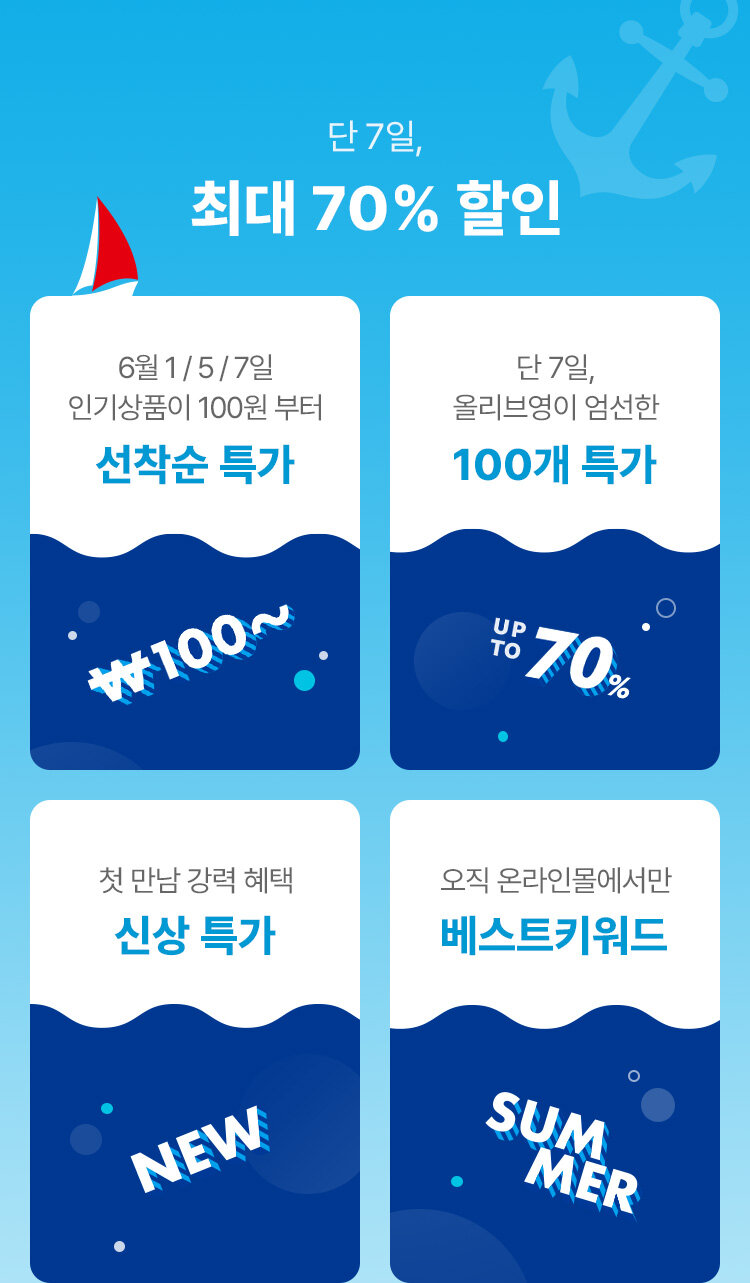 단 7일,
최대 70% 할인
6월 1 / 5 / 7일
인기상품이 100원 부터
선착순 특가
₩100~
단 7일,
올리브영이 엄선한
100개 특가
UP
TO
70%
첫 만남 강력 혜택
신상 특가
NEW
오직 온라인몰에서만
베스트키워드
SUM
MER